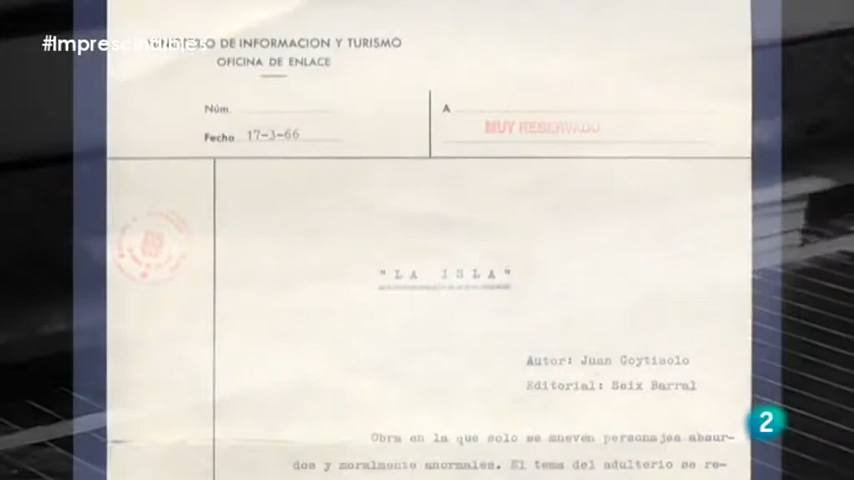 #Imprescindibles
DE INFORMACION Y TURISMO
OFICINA DE ENLACE
Núm.
A
MUY RESERVADO
Fecho 17-3-66
"LA ISLA"
Autor: Juan Goytisolo
Editorial: Seix Barral
2
Obra en la que solo se mueven personajes absur-
dos y moralmente anormales. El tema del adulterio se re-